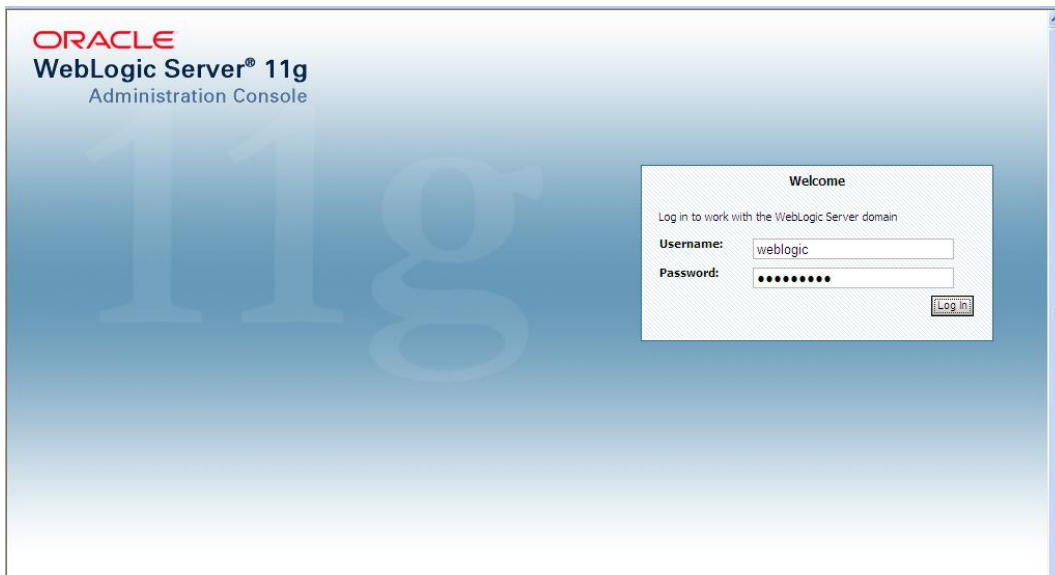 ORACLE
WebLogic Server® 11g
Administration Console
11g
Welcome
Log in to work with the WebLogic Server domain
Username:
weblogic
Password:
•••••••••
Log In